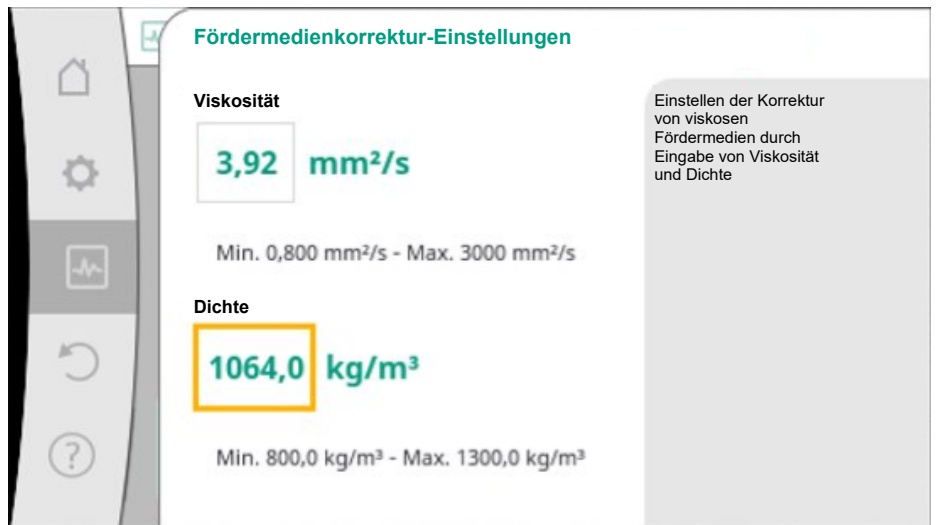 Fördermedienkorrektur-Einstellungen
Viskosität
3,92 mm²/s
Min. 0,800 mm²/s - Max. 3000 mm²/s
Dichte
1064,0 kg/m³
Min. 800,0 kg/m³ - Max. 1300,0 kg/m³
Einstellen der Korrektur
von viskosen
Fördermedien durch
Eingabe von Viskosität
und Dichte
?